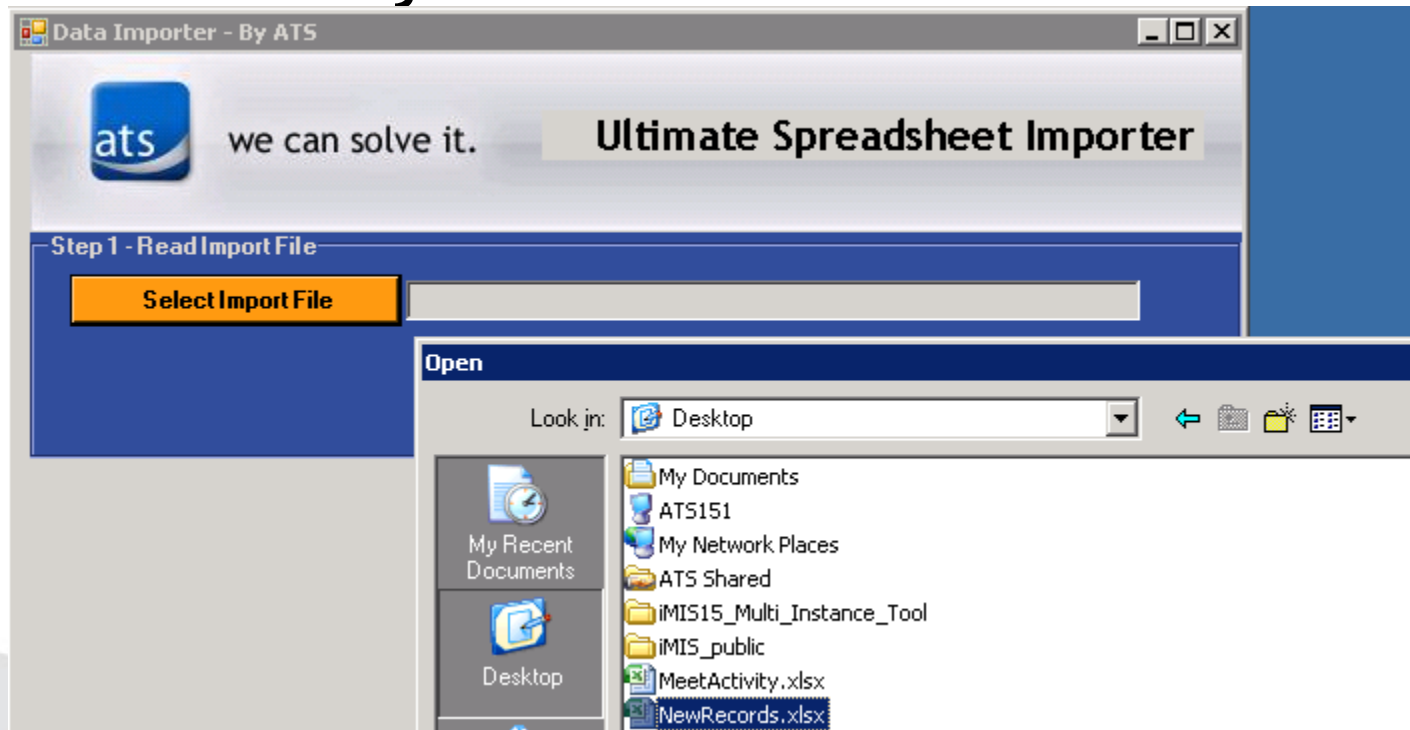 Data Importer - By ATS
ats
we can solve it.
Ultimate Spreadsheet Importer
Step 1 - Read Import File
Select Import File
Open
Look in:
Desktop
My Recent
Documents
Desktop
My Documents
ATS151
My Network Places
ATS Shared
iMIS15_Multi_Instance_Tool
iMIS_public
MeetActivity.xlsx
NewRecords.xlsx